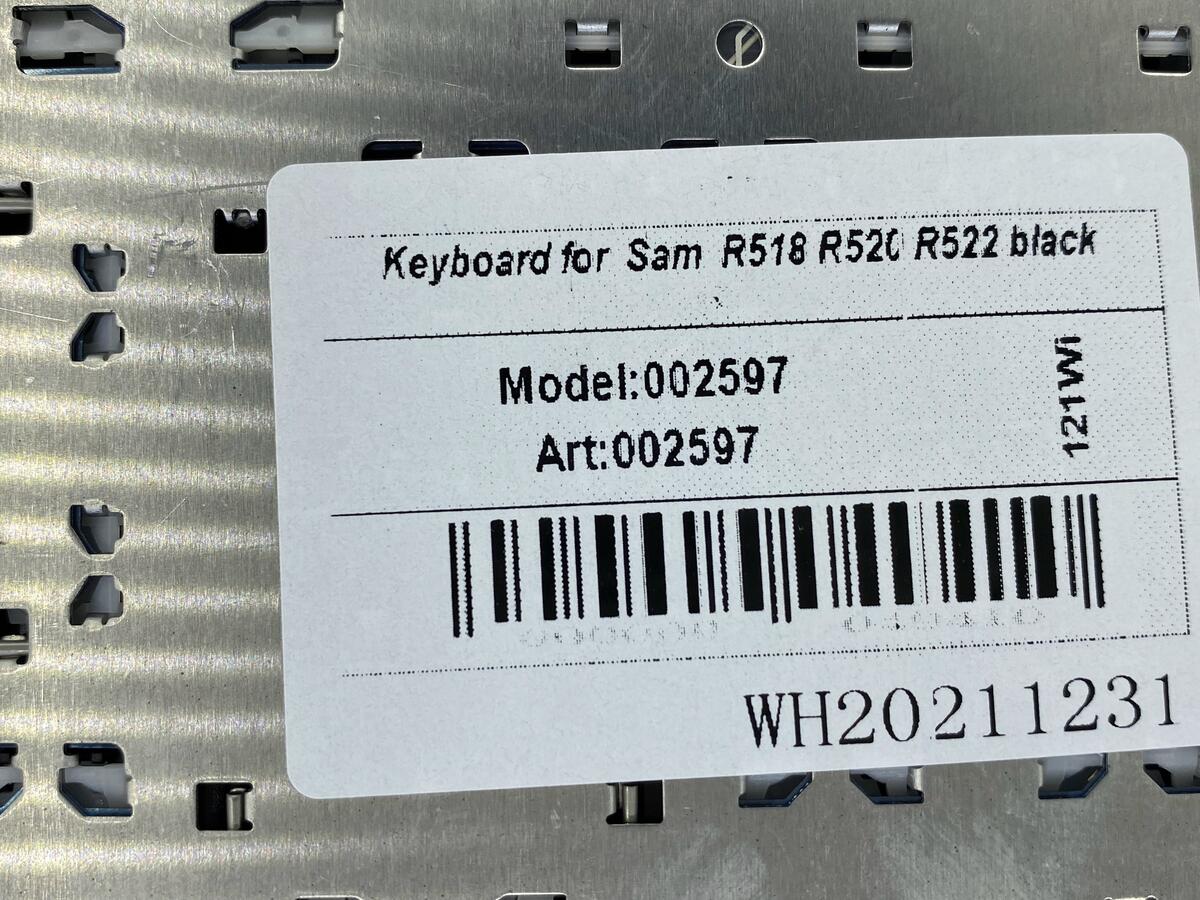 Keyboard for Sam R518 R520 R522 black
Model:002597
Art:002597
121Wi
WH20211231